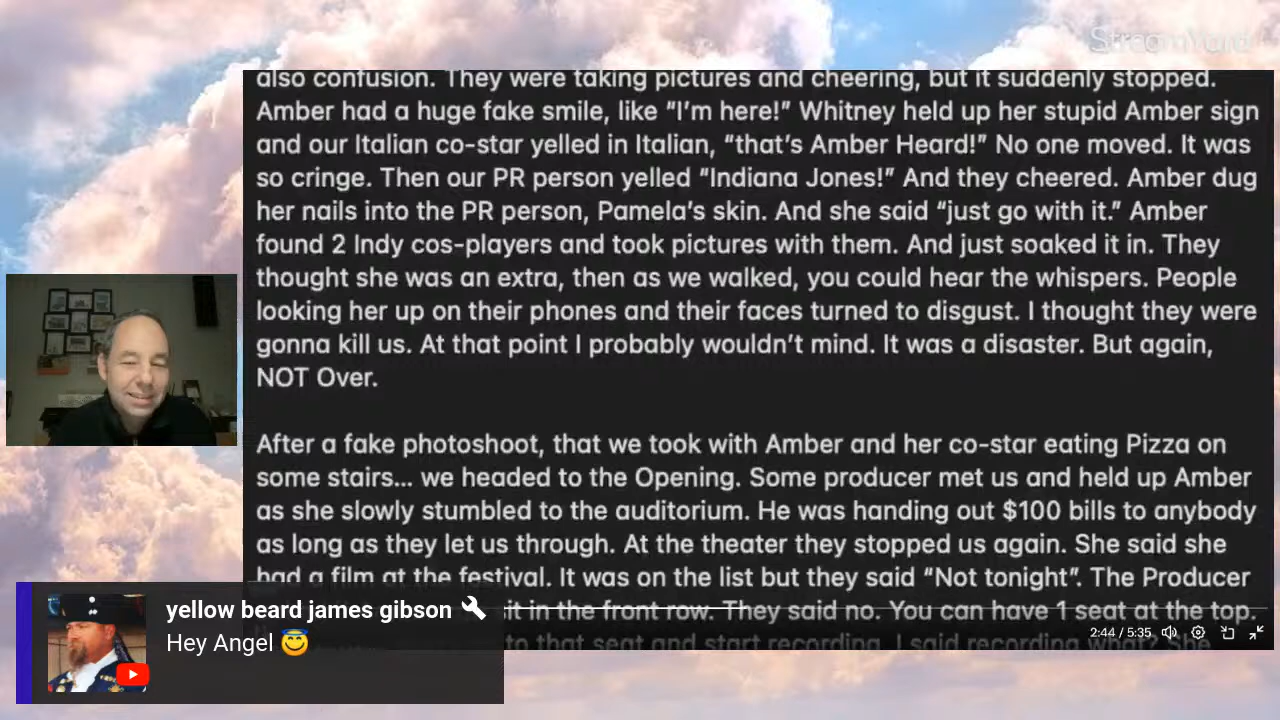 StreamYard
also confusion. They were taking pictures and cheering, but it suddenly stopped.
Amber had a huge fake smile, like “I’m here!” Whitney held up her stupid Amber sign
and our Italian co-star yelled in Italian, “that’s Amber Heard!” No one moved. It was
so cringe. Then our PR person yelled “Indiana Jones!” And they cheered. Amber dug
her nails into the PR person, Pamela’s skin. And she said “just go with it.” Amber
found 2 Indy cos-players and took pictures with them. And just soaked it in. They
thought she was an extra, then as we walked, you could hear the whispers. People
looking her up on their phones and their faces turned to disgust. I thought they were
gonna kill us. At that point I probably wouldn’t mind. It was a disaster. But again,
NOT Over.
After a fake photoshoot, that we took with Amber and her co-star eating Pizza on
some stairs... we headed to the Opening. Some producer met us and held up Amber
as she slowly stumbled to the auditorium. He was handing out $100 bills to anybody
as long as they let us through. At the theater they stopped us again. She said she
had a film at the festival. It was on the list but they said “Not tonight”. The Producer
sit in the front row. They said no. You can have 1 seat at the top.
to that seat and start recording. I said recording what? She
2:44 / 5:35
yellow beard james gibson
Hey Angel 😇